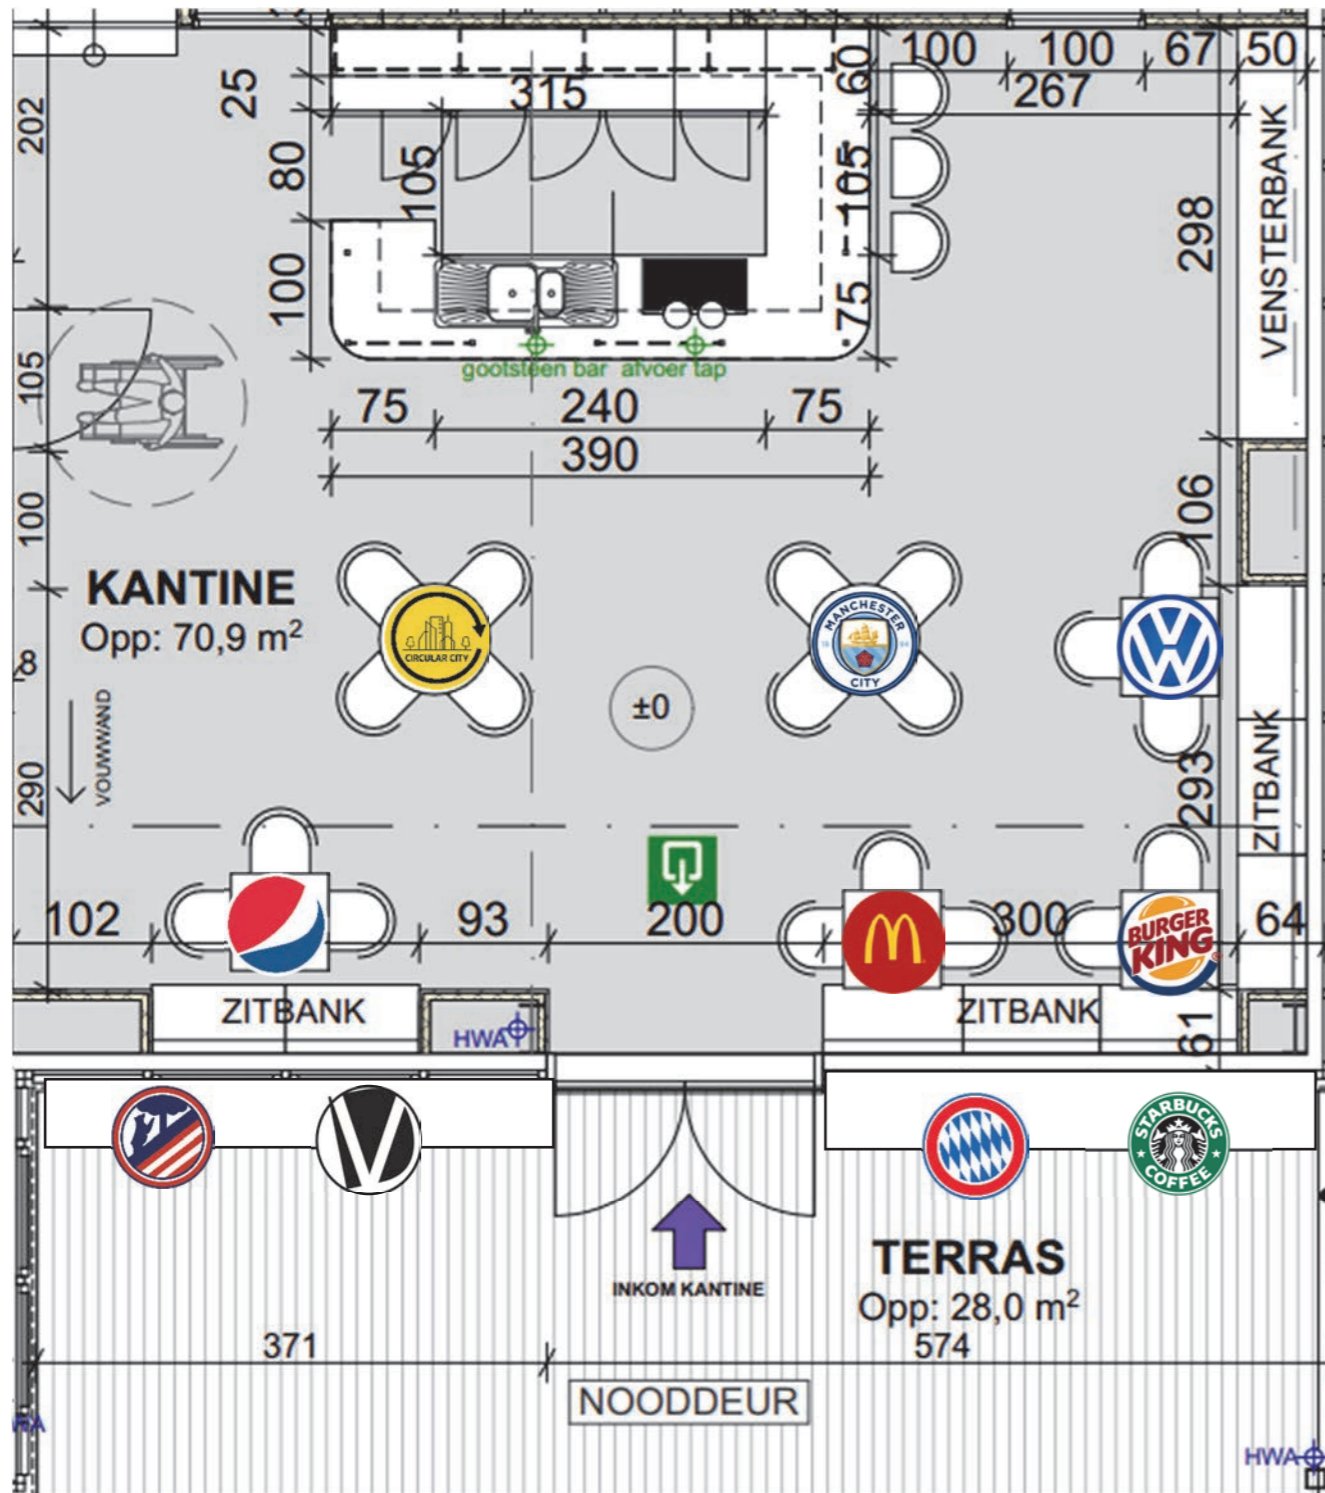 100 100 67 50
25 315 60 267
202 80 105 105 298 VENSTERBANK
100 75
105
gootsteen bar afvoer tap
75 240 75
390
100 106
KANTINE
Opp: 70,9 m²
CIRCULAR CITY
MANCHESTER
CITY
VW
±0
VOUWWAND
290 293 ZITBANK
102 93 200 300 64
BURGER
KING
ZITBANK ZITBANK
HWA 61
STARBUCKS
COFFEE
INKOM KANTINE
TERRAS
Opp: 28,0 m²
371 574
NOODDEUR
HWA